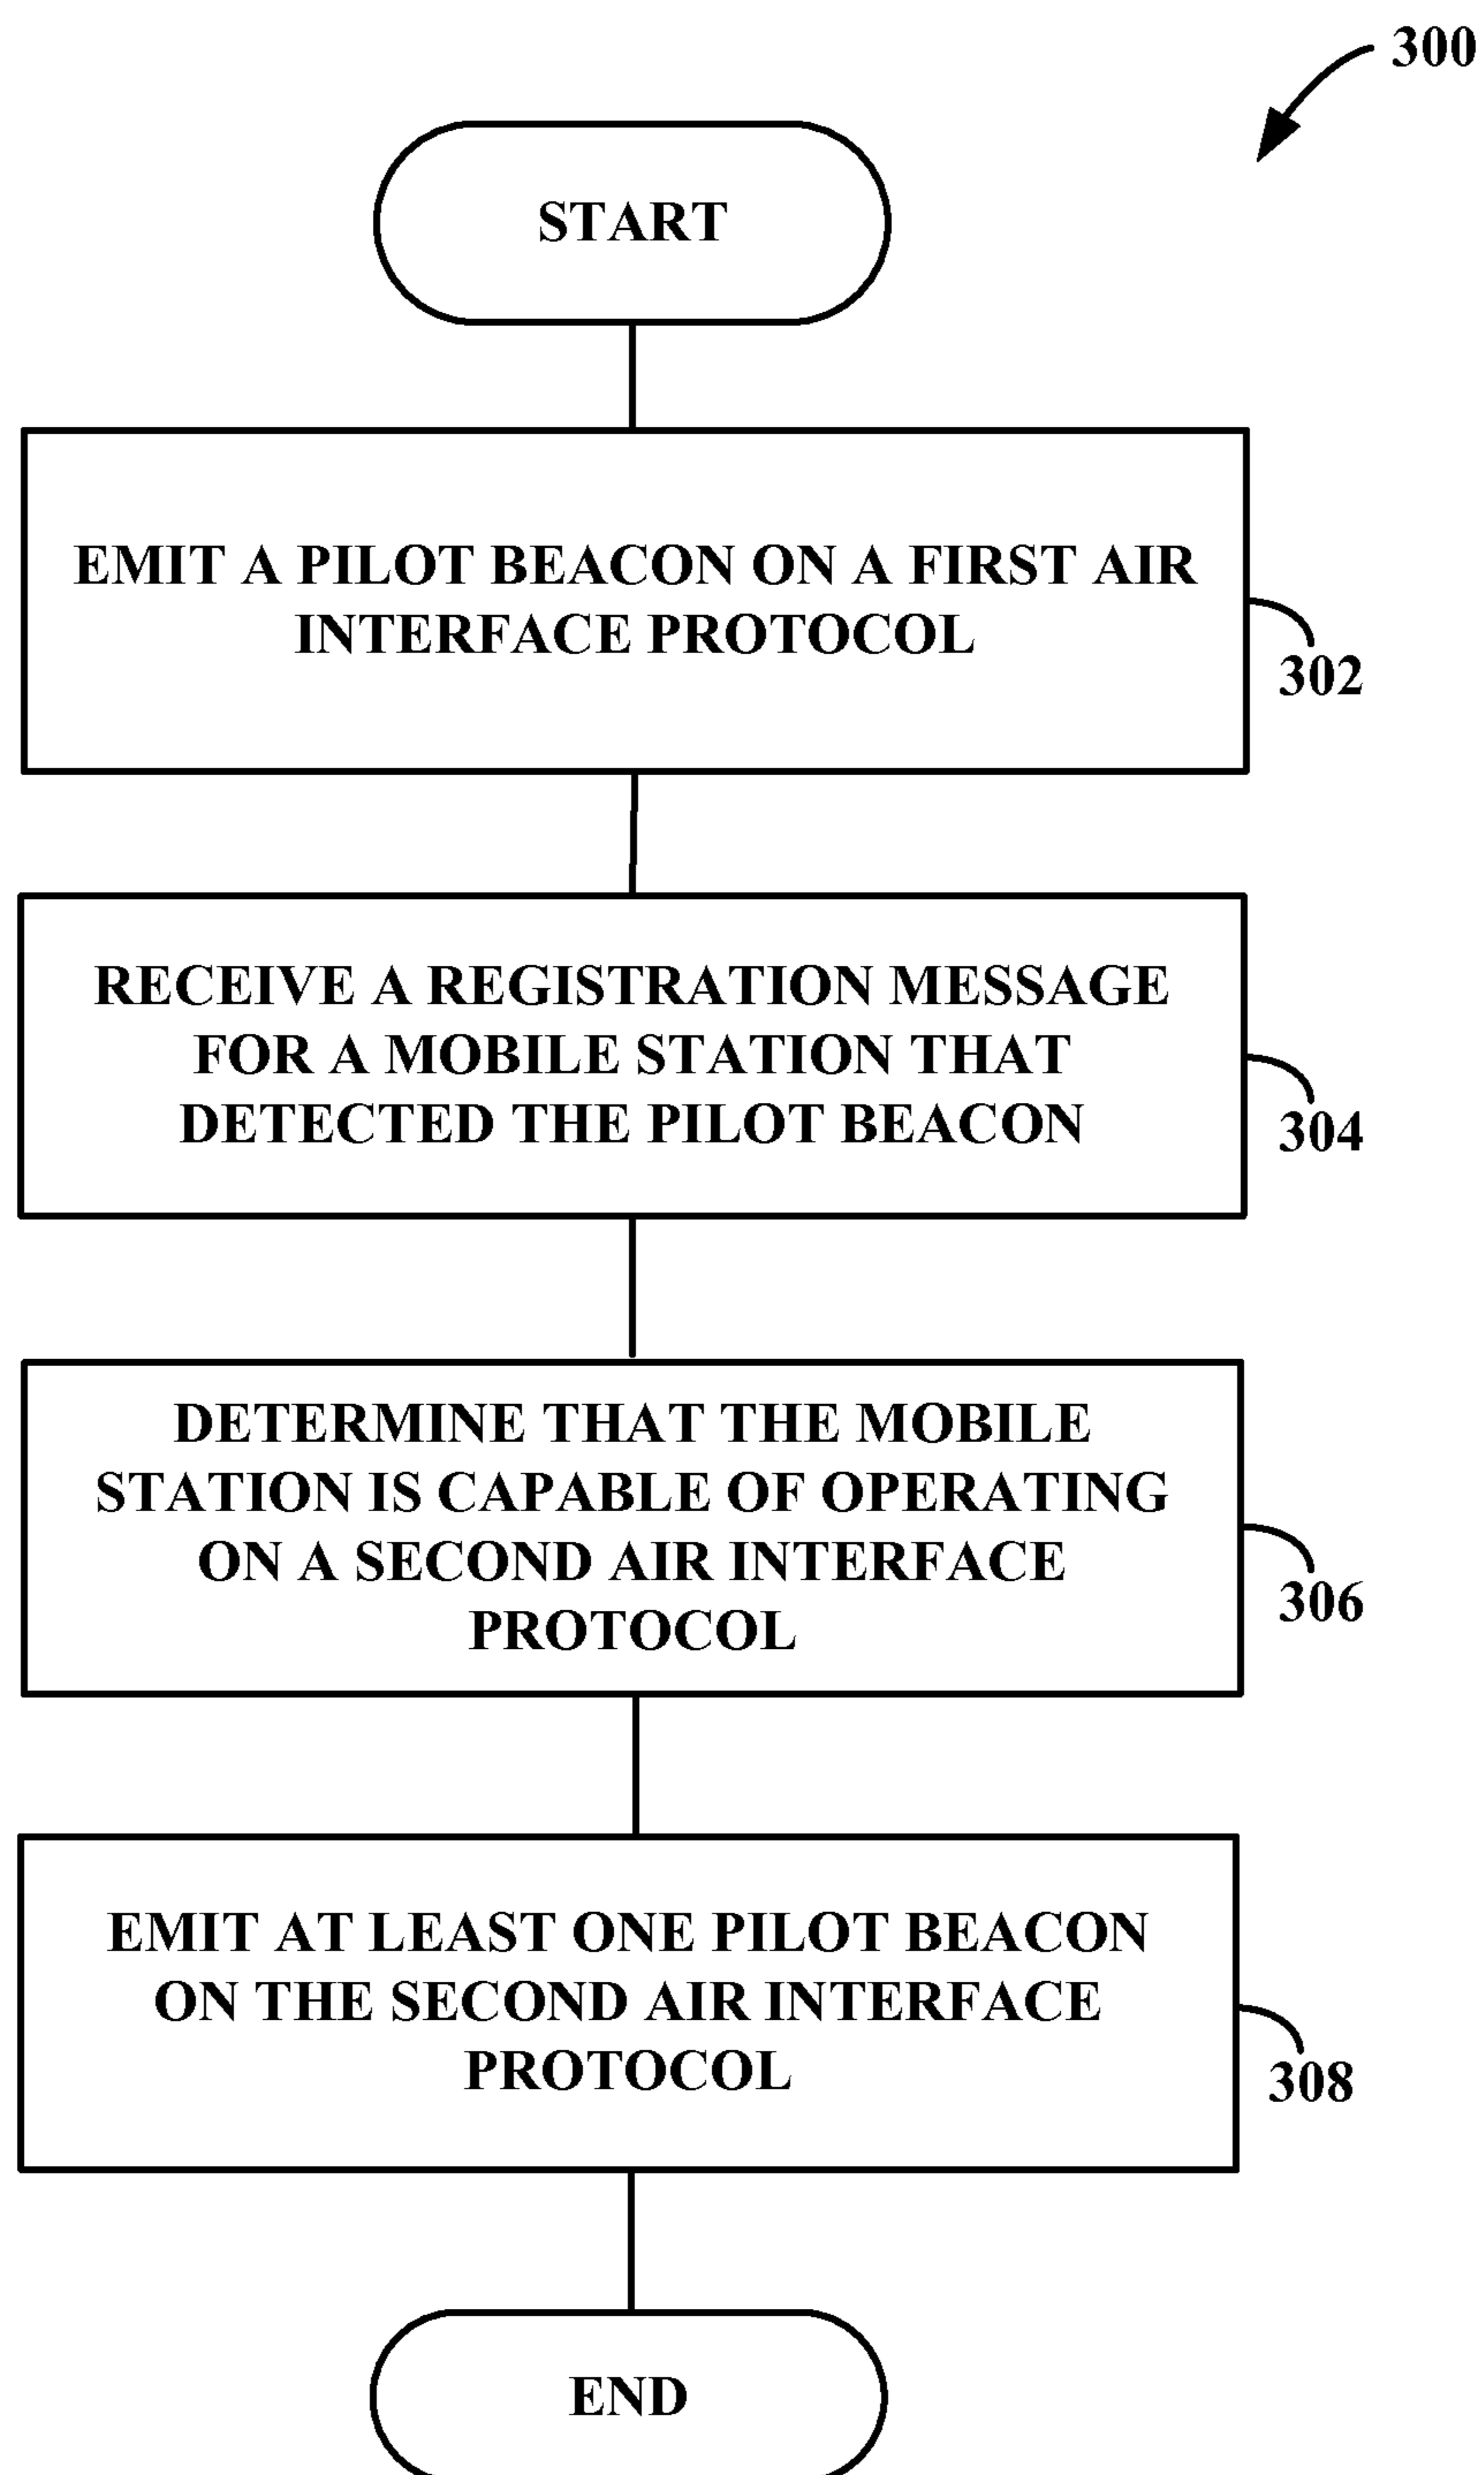 300
START
EMIT A PILOT BEACON ON A FIRST AIR
INTERFACE PROTOCOL
302
RECEIVE A REGISTRATION MESSAGE
FOR A MOBILE STATION THAT
DETECTED THE PILOT BEACON
304
DETERMINE THAT THE MOBILE
STATION IS CAPABLE OF OPERATING
ON A SECOND AIR INTERFACE
PROTOCOL
306
EMIT AT LEAST ONE PILOT BEACON
ON THE SECOND AIR INTERFACE
PROTOCOL
308
END